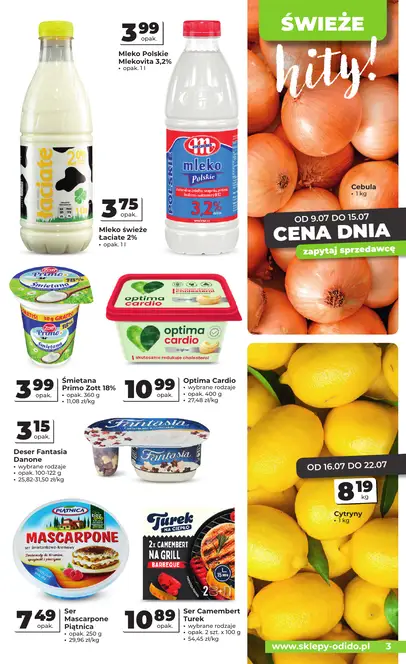 3 99
opak.
Mleko Polskie
Mlekovita 3,2%
• opak. 1 l
ŚWIEŻE
hity!
Łaciate
mleko
Polskie
3,2%
3 75
opak.
Mleko świeże
Łaciate 2%
• opak. 1 l
Cebula
• 1 kg
OD 9.07 DO 15.07
CENA DNIA
zapytaj sprzedawcę
Primo
18%
Śmietana
optima
cardio
optima
cardio
3 99
opak.
Śmietana
Primo Zott 18%
• opak. 360 g
• 11,08 zł/kg
10 99
opak.
Optima Cardio
• wybrane rodzaje
• opak. 400 g
• 27,48 zł/kg
3 15
opak.
Deser Fantasia
Danone
• wybrane rodzaje
• opak. 100-122 g
• 25,82-31,50 zł/kg
Fantasia
OD 16.07 DO 22.07
8 19
kg
Cytryny
• 1 kg
PIĄTNICA
MASCARPONE
Turek
NA CIEPŁO
2x CAMEMBERT
NA GRILL
BARBECUE
7 49
opak.
Ser
Mascarpone
Piątnica
• opak. 250 g
• 29,96 zł/kg
10 89
opak.
Ser Camembert
Turek
• wybrane rodzaje
• opak. 2 szt. x 100 g
• 54,45 zł/kg
www.sklepy-odido.pl
3